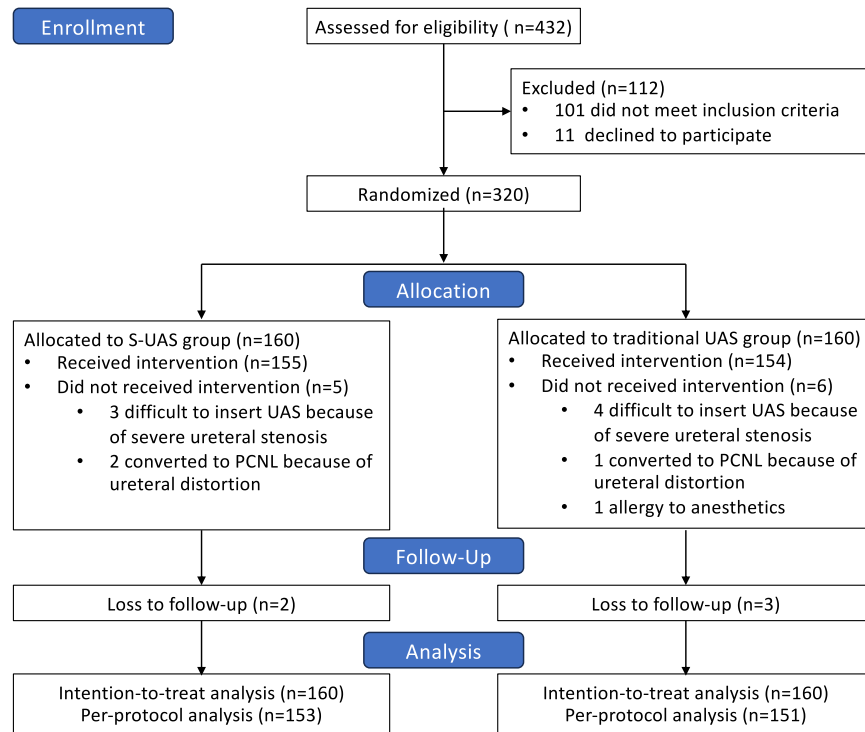 Enrollment
Assessed for eligibility ( n=432)
Excluded (n=112)
• 101 did not meet inclusion criteria
• 11 declined to participate
Randomized (n=320)
Allocation
Allocated to S-UAS group (n=160)
• Received intervention (n=155)
• Did not received intervention (n=5)
• 3 difficult to insert UAS because
of severe ureteral stenosis
• 2 converted to PCNL because of
ureteral distortion
Allocated to traditional UAS group (n=160)
• Received intervention (n=154)
• Did not received intervention (n=6)
• 4 difficult to insert UAS because
of severe ureteral stenosis
• 1 converted to PCNL because of
ureteral distortion
• 1 allergy to anesthetics
Follow-Up
Loss to follow-up (n=2)
Loss to follow-up (n=3)
Analysis
Intention-to-treat analysis (n=160)
Per-protocol analysis (n=153)
Intention-to-treat analysis (n=160)
Per-protocol analysis (n=151)